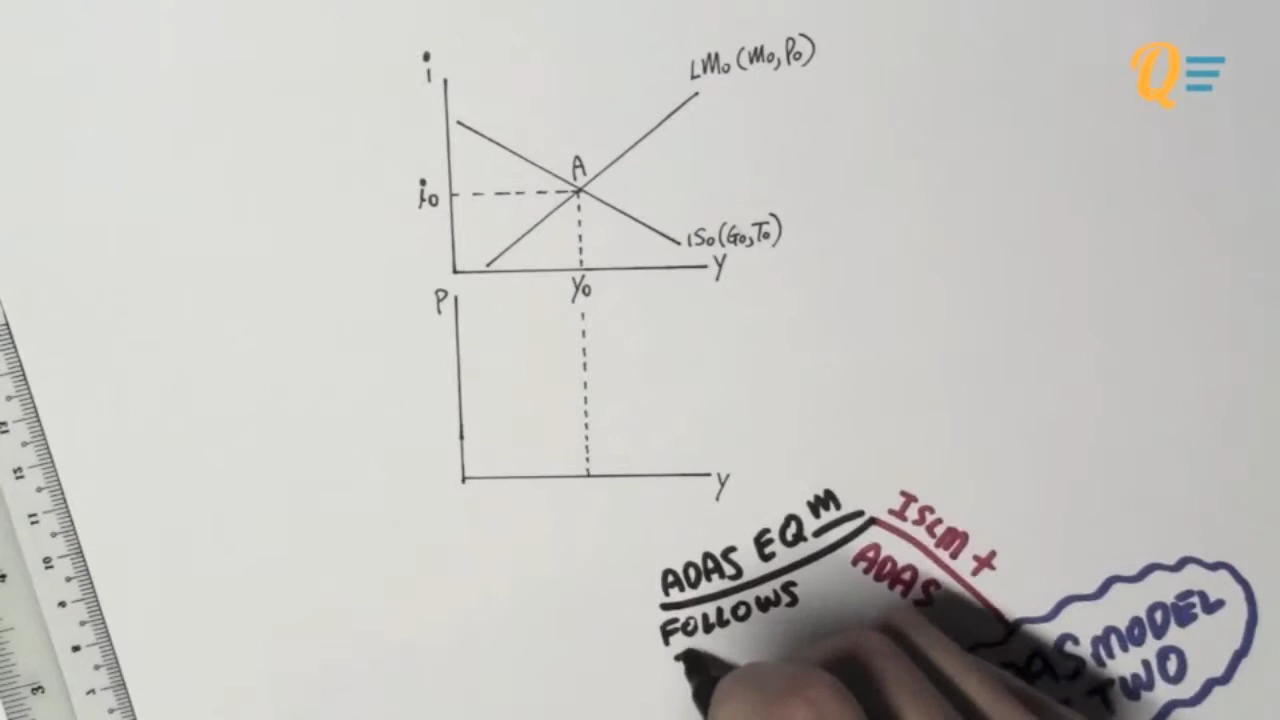 i
LM₀(M₀,P₀)
A
i₀
IS₀(G₀,T₀)
Y
Y₀
P
Y
ADAS EQM
FOLLOWS
ISLM +
ADAS
MODEL
TWO
Q